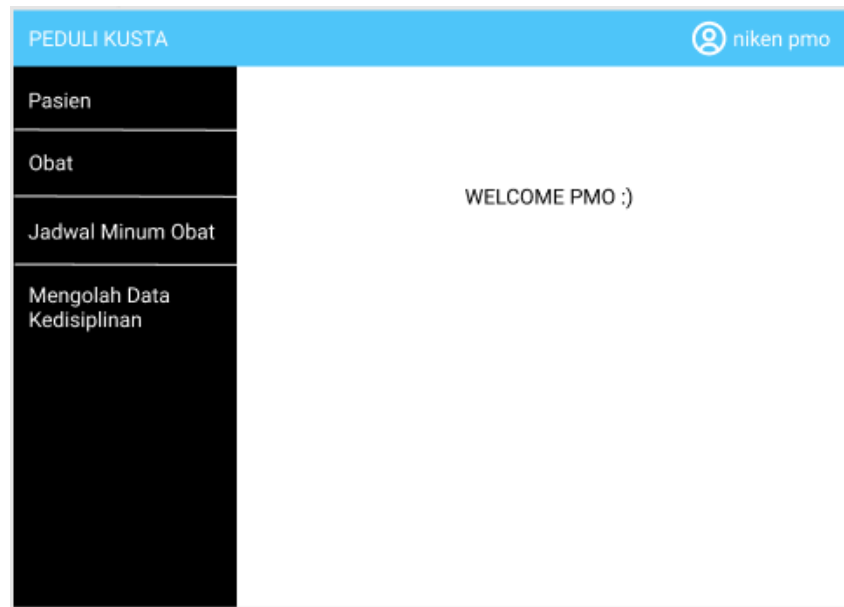 PEDULI KUSTA
niken pmo
Pasien
Obat
WELCOME PMO :)
Jadwal Minum Obat
Mengolah Data
Kedisiplinan